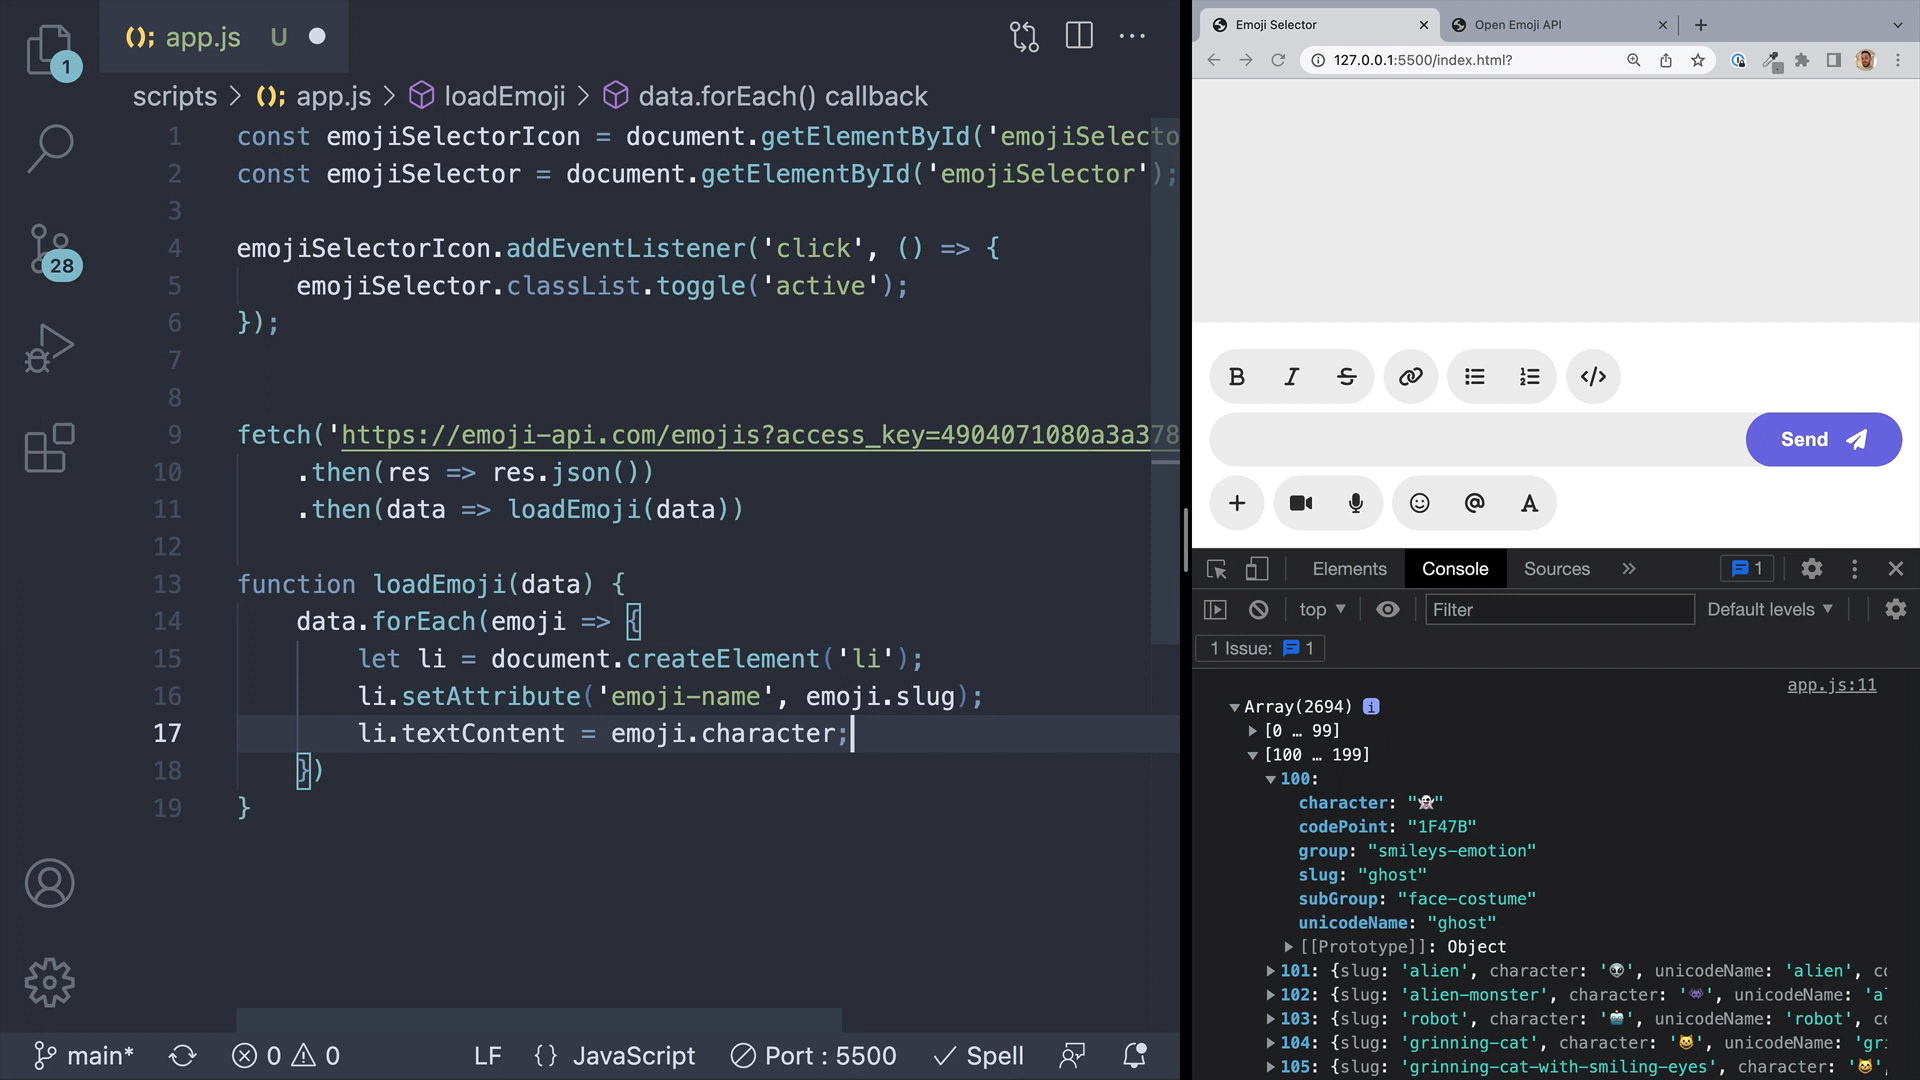 app.js U
1
scripts > app.js > loadEmoji > data.forEach() callback
1 const emojiSelectorIcon = document.getElementById('emojiSelecto
2 const emojiSelector = document.getElementById('emojiSelector');
3
4 emojiSelectorIcon.addEventListener('click', () => {
5 emojiSelector.classList.toggle('active');
6 });
7
8
9 fetch('https://emoji-api.com/emojis?access_key=4904071080a3a378
10 .then(res => res.json())
11 .then(data => loadEmoji(data))
12
13 function loadEmoji(data) {
14 data.forEach(emoji => {
15 let li = document.createElement('li');
16 li.setAttribute('emoji-name', emoji.slug);
17 li.textContent = emoji.character;
18 })
19 }
28
main* 0 0 LF {} JavaScript Port : 5500 Spell
Emoji Selector Open Emoji API
127.0.0.1:5500/index.html?
Send
Elements Console Sources 1
top Filter Default levels
1 Issue: 1
app.js:11
Array(2694)
[0 … 99]
[100 … 199]
100:
character: "👻"
codePoint: "1F47B"
group: "smileys-emotion"
slug: "ghost"
subGroup: "face-costume"
unicodeName: "ghost"
[[Prototype]]: Object
101: {slug: 'alien', character: '👽', unicodeName: 'alien', co
102: {slug: 'alien-monster', character: '👾', unicodeName: 'al
103: {slug: 'robot', character: '🤖', unicodeName: 'robot', co
104: {slug: 'grinning-cat', character: '😺', unicodeName: 'gri
105: {slug: 'grinning-cat-with-smiling-eyes', character: '😸',